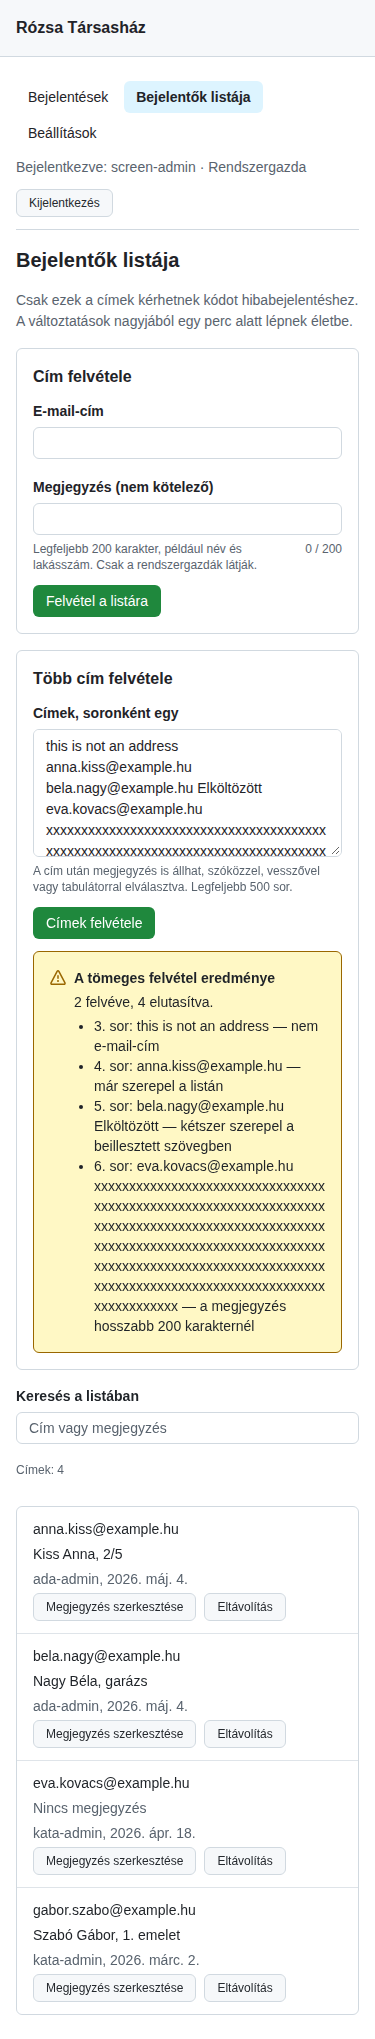 Rózsa Társasház
Bejelentések
Bejelentők listája
Beállítások
Bejelentkezve: screen-admin · Rendszergazda
Kijelentkezés
Bejelentők listája
Csak ezek a címek kérhetnek kódot hibabejelentéshez.
A változtatások nagyjából egy perc alatt lépnek életbe.
Cím felvétele
E-mail-cím
Megjegyzés (nem kötelező)
Legfeljebb 200 karakter, például név és
lakásszám. Csak a rendszergazdák látják.
0 / 200
Felvétel a listára
Több cím felvétele
Címek, soronként egy
this is not an address
anna.kiss@example.hu
bela.nagy@example.hu Elköltözött
eva.kovacs@example.hu
xxxxxxxxxxxxxxxxxxxxxxxxxxxxxxxxxxxxxxxx
xxxxxxxxxxxxxxxxxxxxxxxxxxxxxxxxxxxxxxxx
A cím után megjegyzés is állhat, szóközzel, vesszővel
vagy tabulátorral elválasztva. Legfeljebb 500 sor.
Címek felvétele
A tömeges felvétel eredménye
2 felvéve, 4 elutasítva.
• 3. sor: this is not an address — nem
e-mail-cím
• 4. sor: anna.kiss@example.hu —
már szerepel a listán
• 5. sor: bela.nagy@example.hu
Elköltözött — kétszer szerepel a
beillesztett szövegben
• 6. sor: eva.kovacs@example.hu
xxxxxxxxxxxxxxxxxxxxxxxxxxxxxxxxx
xxxxxxxxxxxxxxxxxxxxxxxxxxxxxxxxx
xxxxxxxxxxxxxxxxxxxxxxxxxxxxxxxxx
xxxxxxxxxxxxxxxxxxxxxxxxxxxxxxxxx
xxxxxxxxxxxxxxxxxxxxxxxxxxxxxxxxx
xxxxxxxxxxxxxxxxxxxxxxxxxxxxxxxxx
xxxxxxxxxxxx — a megjegyzés
hosszabb 200 karakternél
Keresés a listában
Cím vagy megjegyzés
Címek: 4
anna.kiss@example.hu
Kiss Anna, 2/5
ada-admin, 2026. máj. 4.
Megjegyzés szerkesztése
Eltávolítás
bela.nagy@example.hu
Nagy Béla, garázs
ada-admin, 2026. máj. 4.
Megjegyzés szerkesztése
Eltávolítás
eva.kovacs@example.hu
Nincs megjegyzés
kata-admin, 2026. ápr. 18.
Megjegyzés szerkesztése
Eltávolítás
gabor.szabo@example.hu
Szabó Gábor, 1. emelet
kata-admin, 2026. márc. 2.
Megjegyzés szerkesztése
Eltávolítás